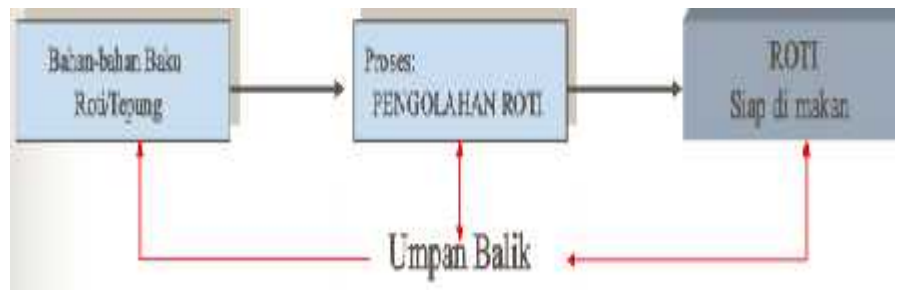 Bahan-bahan Baku
Roti/Tepung
Proses:
PENGOLAHAN ROTI
ROTI
Siap di makan
Umpan Balik